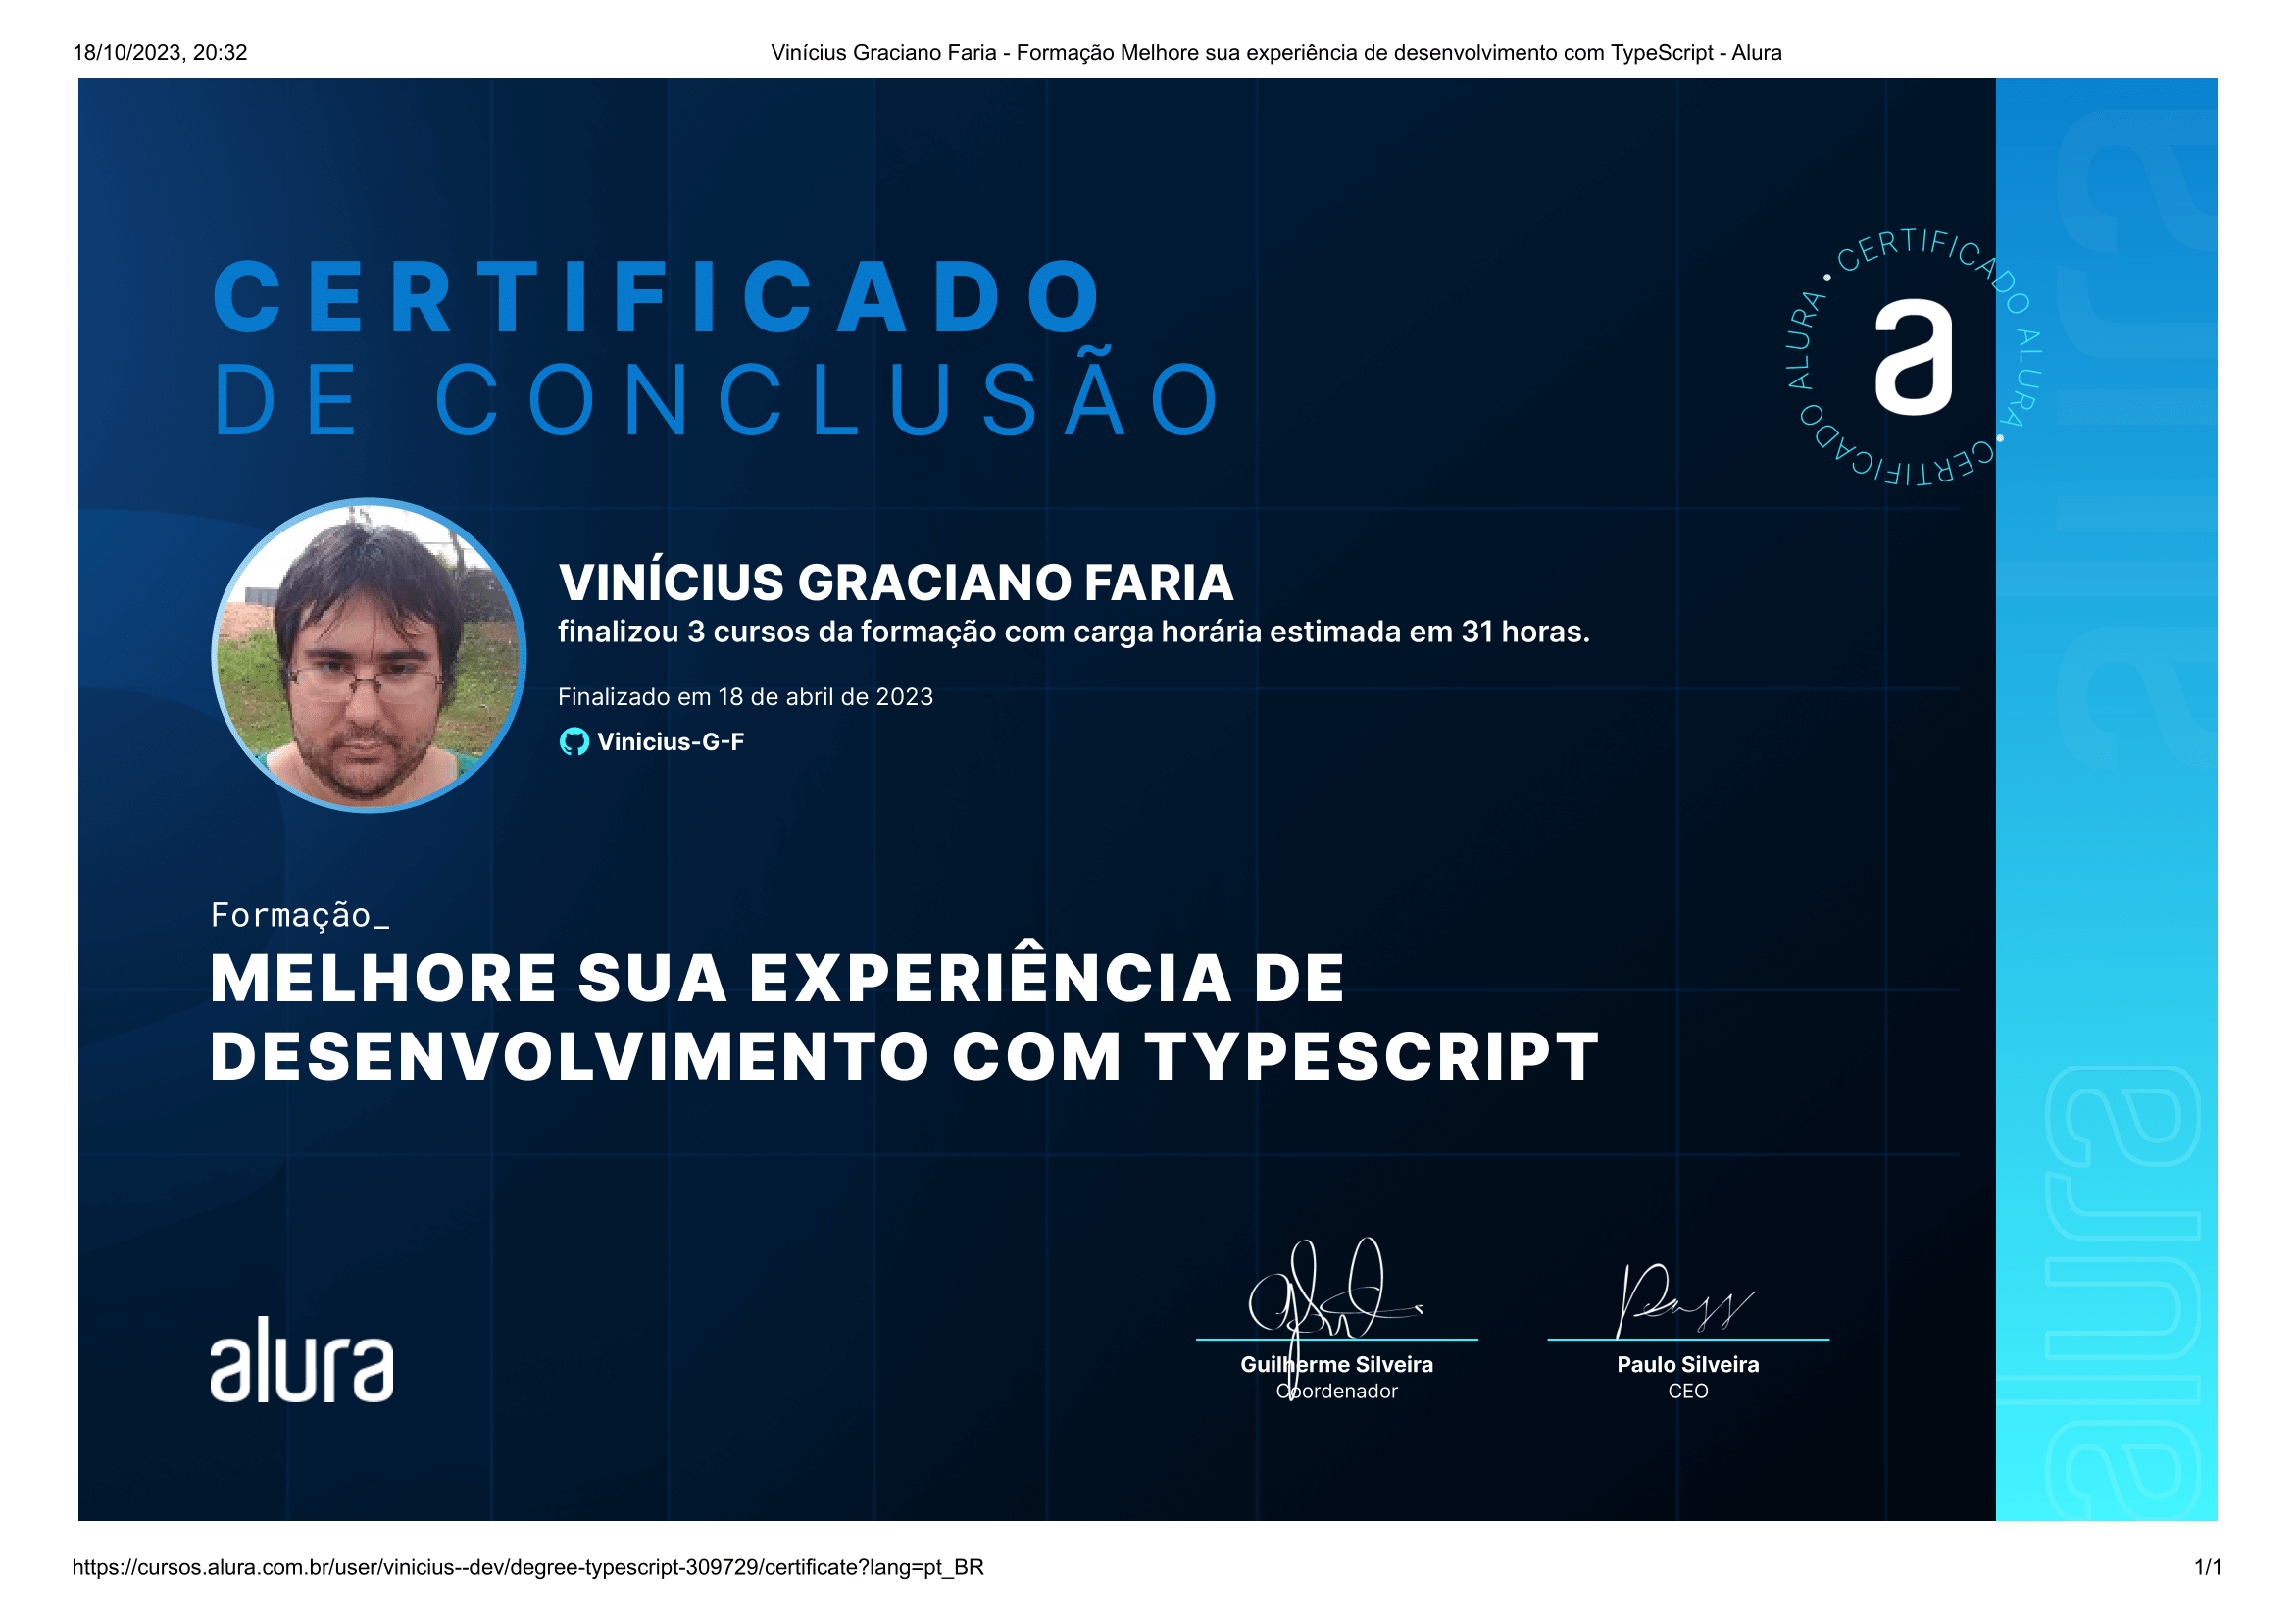 18/10/2023, 20:32
Vinícius Graciano Faria - Formação Melhore sua experiência de desenvolvimento com TypeScript - Alura
CERTIFICADO
DE CONCLUSÃO
• CERTIFICADO ALURA • CERTIFICADO ALURA
a
VINÍCIUS GRACIANO FARIA
finalizou 3 cursos da formação com carga horária estimada em 31 horas.
Finalizado em 18 de abril de 2023
Vinicius-G-F
Formação_
MELHORE SUA EXPERIÊNCIA DE
DESENVOLVIMENTO COM TYPESCRIPT
alura
Guilherme Silveira
Coordenador
Paulo Silveira
CEO
alura
alura
https://cursos.alura.com.br/user/vinicius--dev/degree-typescript-309729/certificate?lang=pt_BR
1/1